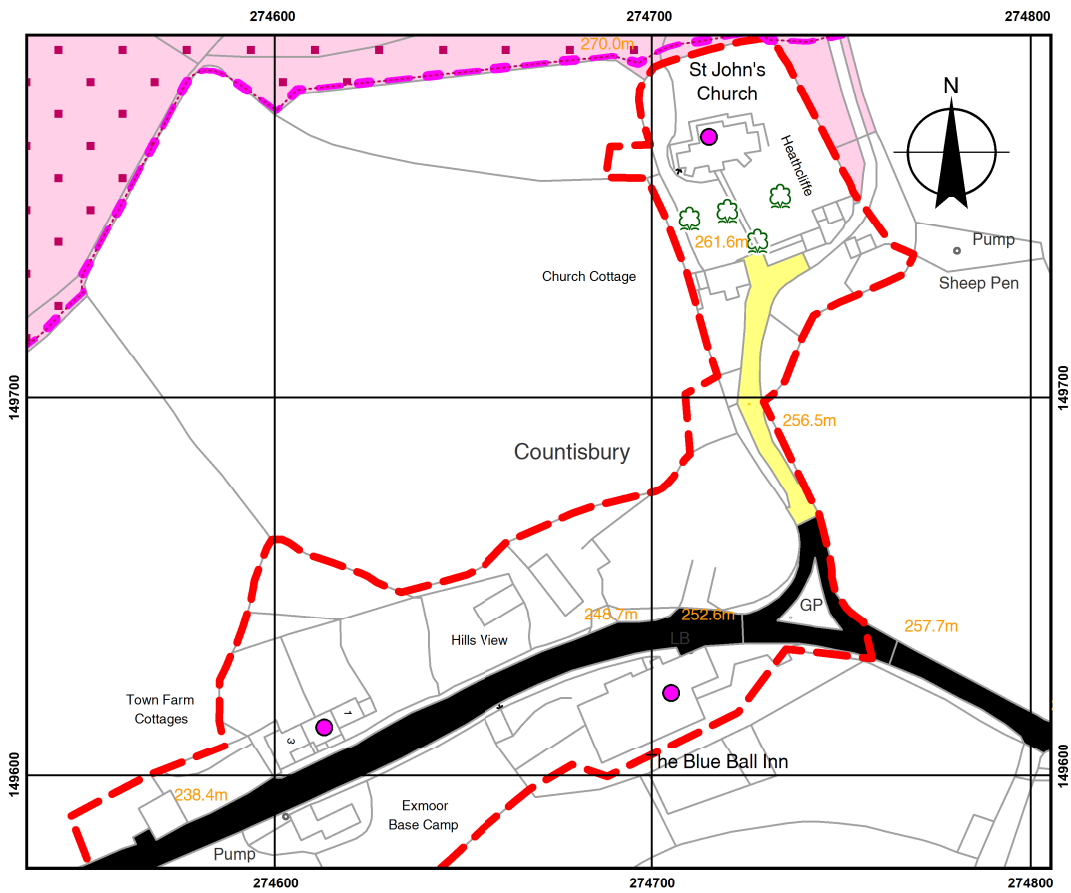 274600
274700
274800
270.0m
St John's
Church
N
Heathcliffe
261.6m
Pump
Sheep Pen
Church Cottage
149700
149700
256.5m
Countisbury
GP
248.7m
252.6m
257.7m
LB
Hills View
Town Farm
Cottages
1
3
The Blue Ball Inn
149600
149600
238.4m
Exmoor
Base Camp
Pump
274600
274700
274800